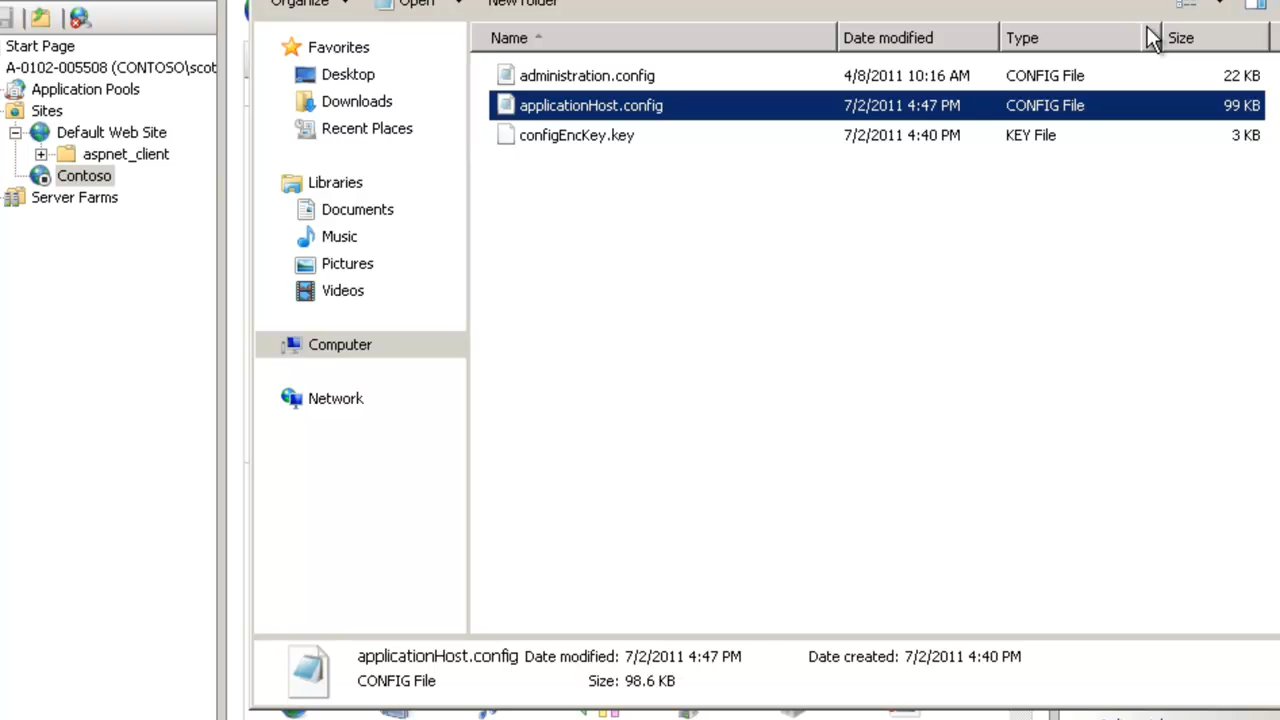 Organize
Open
New folder
Start Page
A-0102-005508 (CONTOSO\scot
Application Pools
Sites
Default Web Site
aspnet_client
Contoso
Server Farms
Favorites
Desktop
Downloads
Recent Places
Libraries
Documents
Music
Pictures
Videos
Computer
Network
Name Date modified Type Size
administration.config 4/8/2011 10:16 AM CONFIG File 22 KB
applicationHost.config 7/2/2011 4:47 PM CONFIG File 99 KB
configEncKey.key 7/2/2011 4:40 PM KEY File 3 KB
applicationHost.config Date modified: 7/2/2011 4:47 PM Date created: 7/2/2011 4:40 PM
CONFIG File Size: 98.6 KB